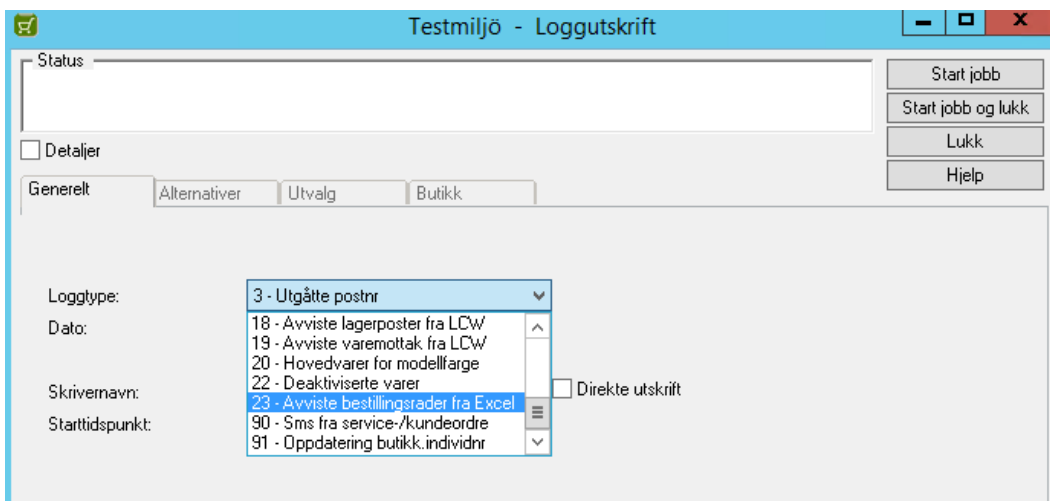 Testmiljö - Loggutskrift
Status
Start jobb
Start jobb og lukk
Lukk
Hjelp
Detaljer
Generelt
Alternativer
Utvalg
Butikk
Loggtype:
3 - Utgåtte postnr
Dato:
18 - Avviste lagerposter fra LCW
19 - Avviste varemottak fra LCW
20 - Hovedvarer for modellfarge
22 - Deaktiviserte varer
Skrivernavn:
23 - Avviste bestillingsrader fra Excel
Direkte utskrift
Starttidspunkt:
90 - Sms fra service-/kundeordre
91 - Oppdatering butikk.individnr